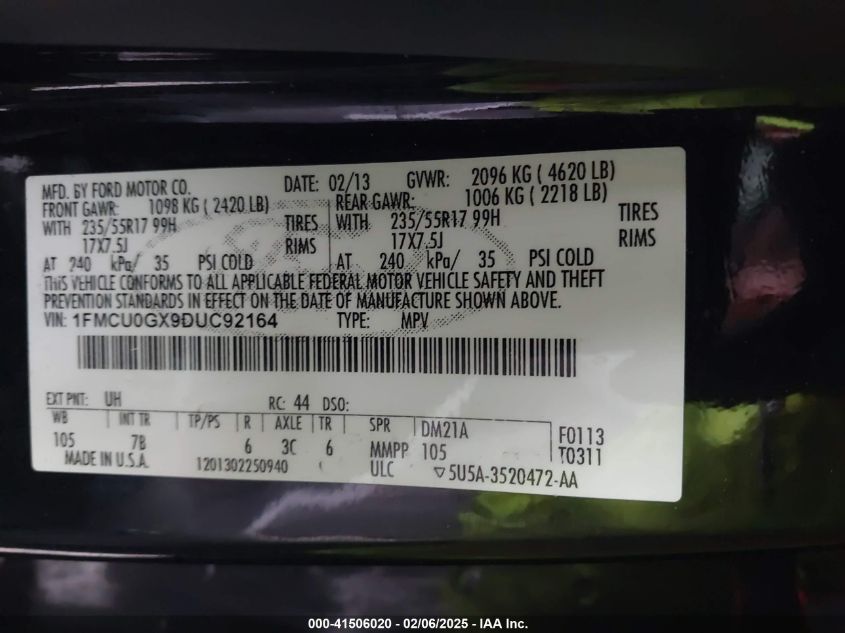 MFD. BY FORD MOTOR CO. DATE: 02/13 GVWR: 2096 KG ( 4620 LB)
FRONT GAWR: 1098 KG ( 2420 LB) REAR GAWR: 1006 KG ( 2218 LB)
WITH 235/55R17 99H TIRES WITH 235/55R17 99H TIRES
17X7.5J RIMS 17X7.5J RIMS
AT 240 kPa/ 35 PSI COLD AT 240 kPa/ 35 PSI COLD
THIS VEHICLE CONFORMS TO ALL APPLICABLE FEDERAL MOTOR VEHICLE SAFETY AND THEFT
PREVENTION STANDARDS IN EFFECT ON THE DATE OF MANUFACTURE SHOWN ABOVE.
VIN: 1FMCU0GX9DUC92164 TYPE: MPV
EXT PNT: UH RC: 44 DSO:
WB INT TR TP/PS R AXLE TR SPR DM21A F0113
105 7B 6 3C 6 MMPP 105 T0311
MADE IN U.S.A. 1201302250940 ULC ▽5U5A-3520472-AA
000-41506020 - 02/06/2025 - IAA Inc.